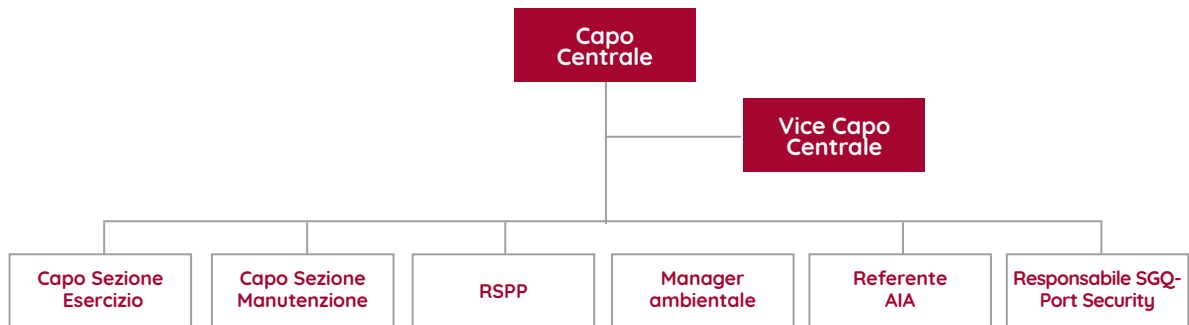 Capo
Centrale
Vice Capo
Centrale
Capo Sezione
Esercizio
Capo Sezione
Manutenzione
RSPP
Manager
ambientale
Referente
AIA
Responsabile SGQ-
Port Security